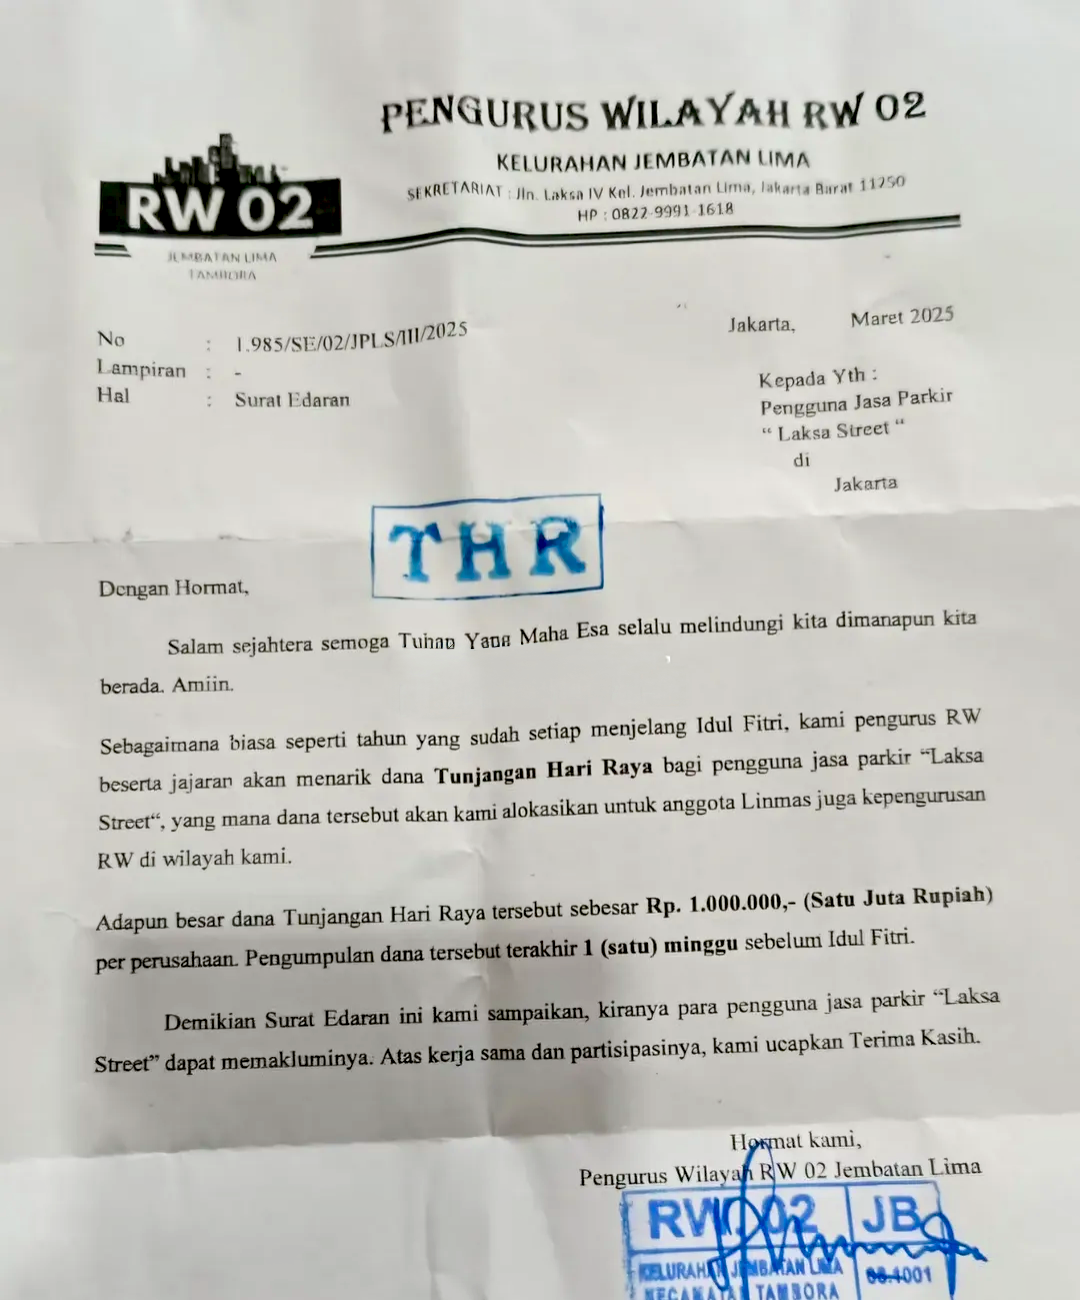 PENGURUS WILAYAH RW 02
KELURAHAN JEMBATAN LIMA
SEKRETARIAT : Jln. Laksa IV Kel. Jembatan Lima, Jakarta Barat 11250
HP : 0822-9991-1618
RW 02
JEMBATAN LIMA
TAMBORA
No : 1.985/SE/02/JPLS/III/2025
Lampiran : -
Hal : Surat Edaran
Jakarta, Maret 2025
Kepada Yth :
Pengguna Jasa Parkir
“ Laksa Street “
di
Jakarta
THR
Dengan Hormat,
Salam sejahtera semoga Tuhan Yang Maha Esa selalu melindungi kita dimanapun kita
berada. Amiin.
Sebagaimana biasa seperti tahun yang sudah setiap menjelang Idul Fitri, kami pengurus RW
beserta jajaran akan menarik dana Tunjangan Hari Raya bagi pengguna jasa parkir “Laksa
Street“, yang mana dana tersebut akan kami alokasikan untuk anggota Linmas juga kepengurusan
RW di wilayah kami.
Adapun besar dana Tunjangan Hari Raya tersebut sebesar Rp. 1.000.000,- (Satu Juta Rupiah)
per perusahaan. Pengumpulan dana tersebut terakhir 1 (satu) minggu sebelum Idul Fitri.
Demikian Surat Edaran ini kami sampaikan, kiranya para pengguna jasa parkir “Laksa
Street” dapat memakluminya. Atas kerja sama dan partisipasinya, kami ucapkan Terima Kasih.
Hormat kami,
Pengurus Wilayah RW 02 Jembatan Lima
RW 02 JB
KELURAHAN JEMBATAN LIMA
KECAMATAN TAMBORA